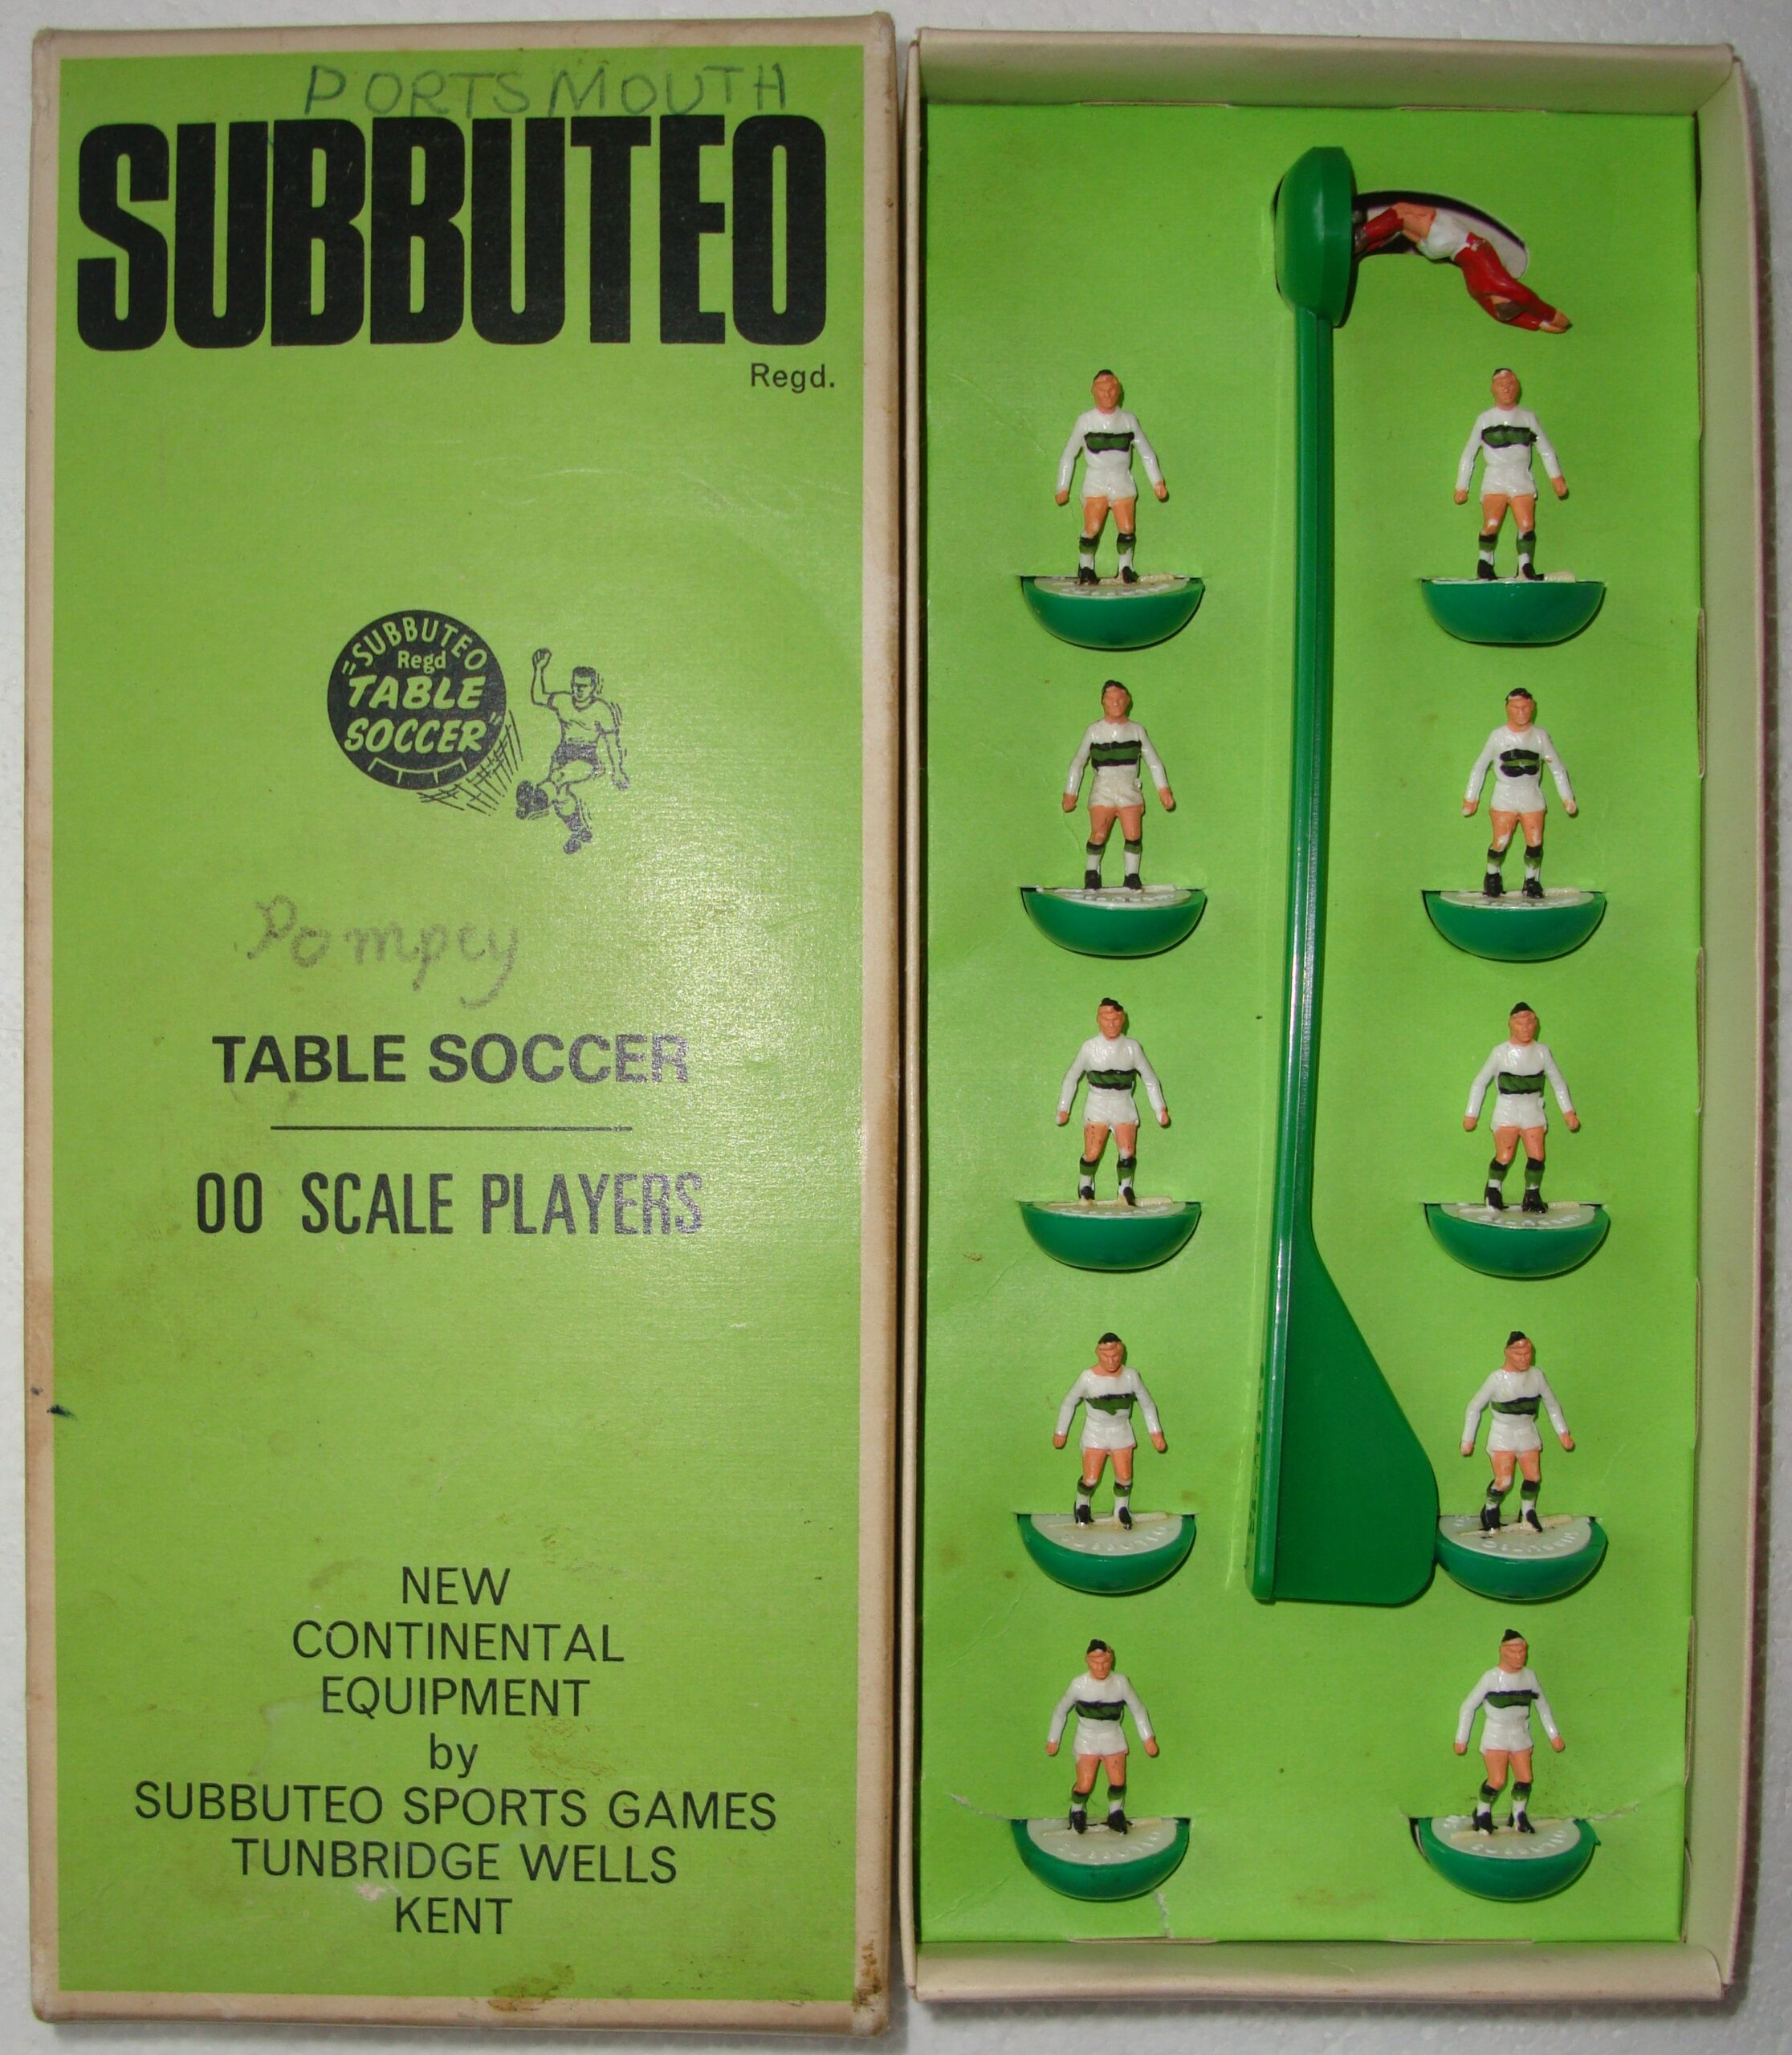 PORTSMOUTH
SUBBUTEO
Regd.
"SUBBUTEO
Regd
TABLE
SOCCER"
Pompey
TABLE SOCCER
00 SCALE PLAYERS
NEW
CONTINENTAL
EQUIPMENT
by
SUBBUTEO SPORTS GAMES
TUNBRIDGE WELLS
KENT